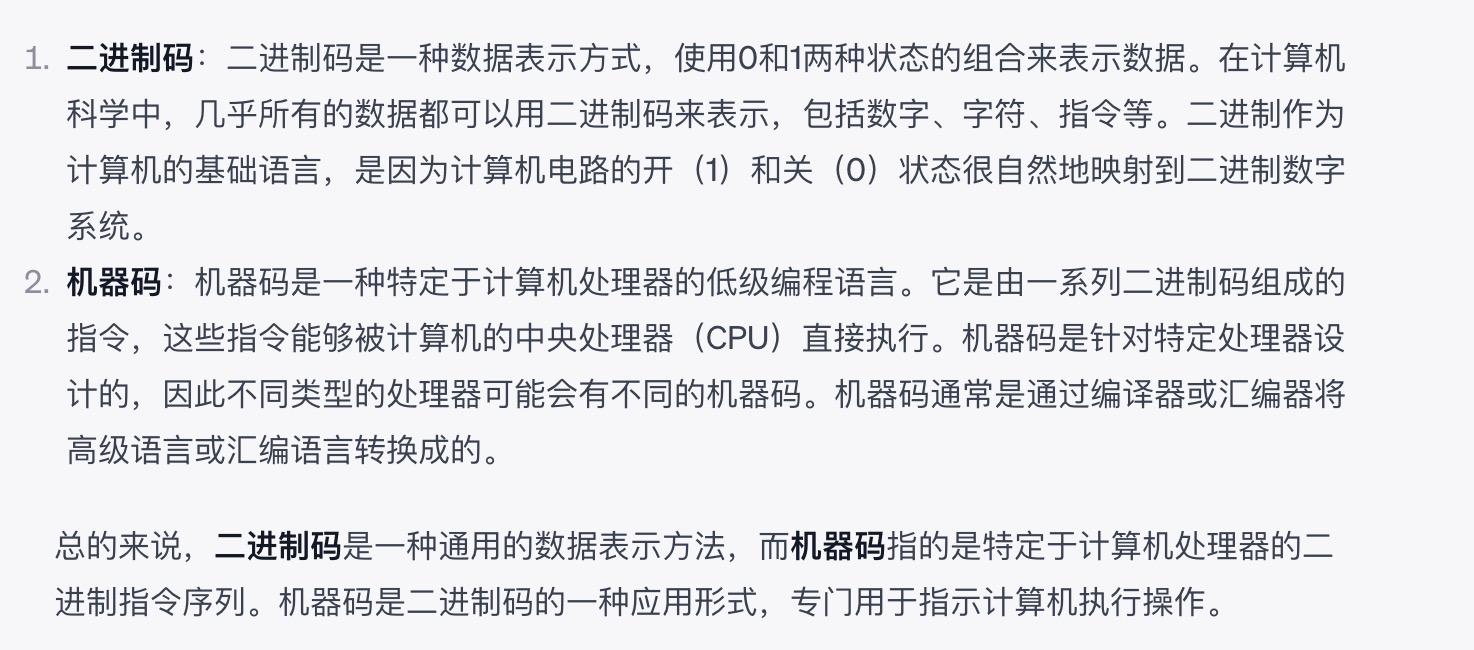 1. 二进制码：二进制码是一种数据表示方式，使用0和1两种状态的组合来表示数据。在计算机
科学中，几乎所有的数据都可以用二进制码来表示，包括数字、字符、指令等。二进制作为
计算机的基础语言，是因为计算机电路的开（1）和关（0）状态很自然地映射到二进制数字
系统。
2. 机器码：机器码是一种特定于计算机处理器的低级编程语言。它是由一系列二进制码组成的
指令，这些指令能够被计算机的中央处理器（CPU）直接执行。机器码是针对特定处理器设
计的，因此不同类型的处理器可能会有不同的机器码。机器码通常是通过编译器或汇编器将
高级语言或汇编语言转换成的。
总的来说，二进制码是一种通用的数据表示方法，而机器码指的是特定于计算机处理器的二
进制指令序列。机器码是二进制码的一种应用形式，专门用于指示计算机执行操作。